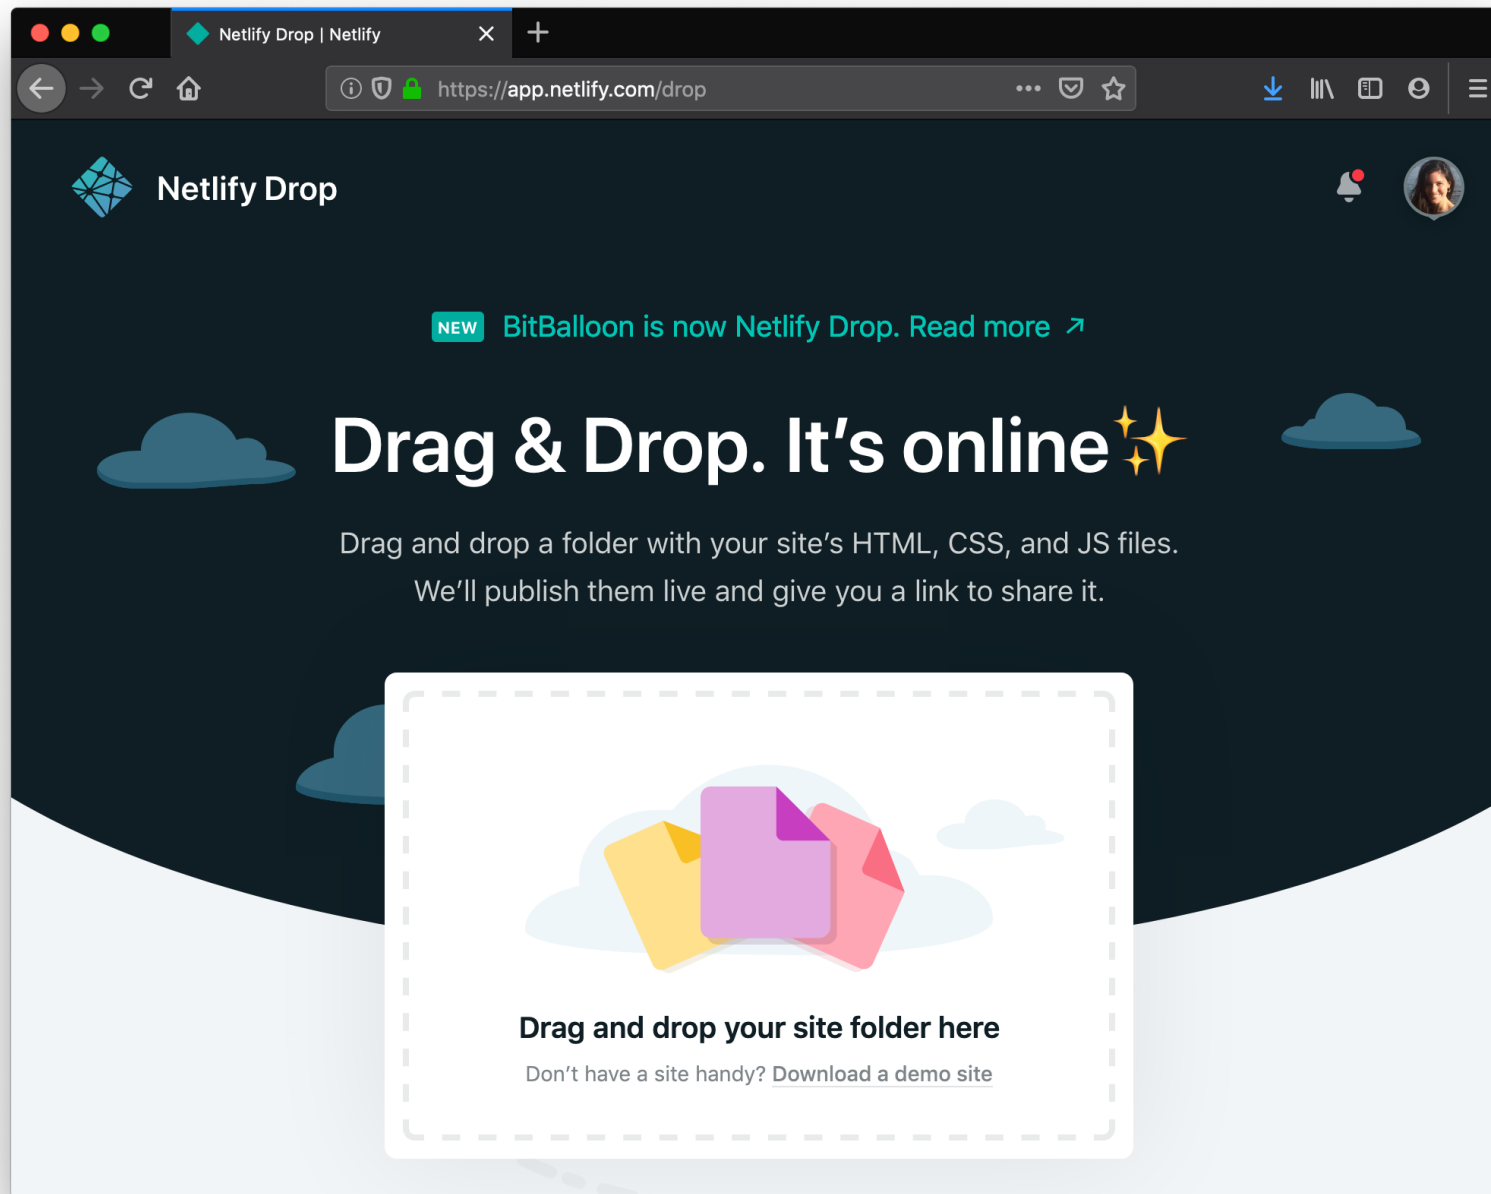 Netlify Drop | Netlify
https://app.netlify.com/drop
Netlify Drop
NEW BitBalloon is now Netlify Drop. Read more ↗
Drag & Drop. It’s online✨
Drag and drop a folder with your site’s HTML, CSS, and JS files.
We’ll publish them live and give you a link to share it.
Drag and drop your site folder here
Don’t have a site handy? Download a demo site